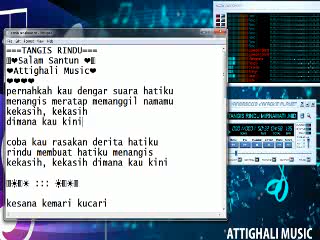 ===TANGIS RINDU===
❤Salam Santun ❤
❤Attighali Music❤
❤❤❤❤
pernahkah kau dengar suara hatiku
menangis meratap memanggil namamu
kekasih, kekasih
dimana kau kini
coba kau rasakan derita hatiku
rindu membuat hatiku menangis
kekasih, kekasih dimana kau kini
:::
kesana kemari kucari
TANGIS RINDU
ATTIGHALI MUSIC